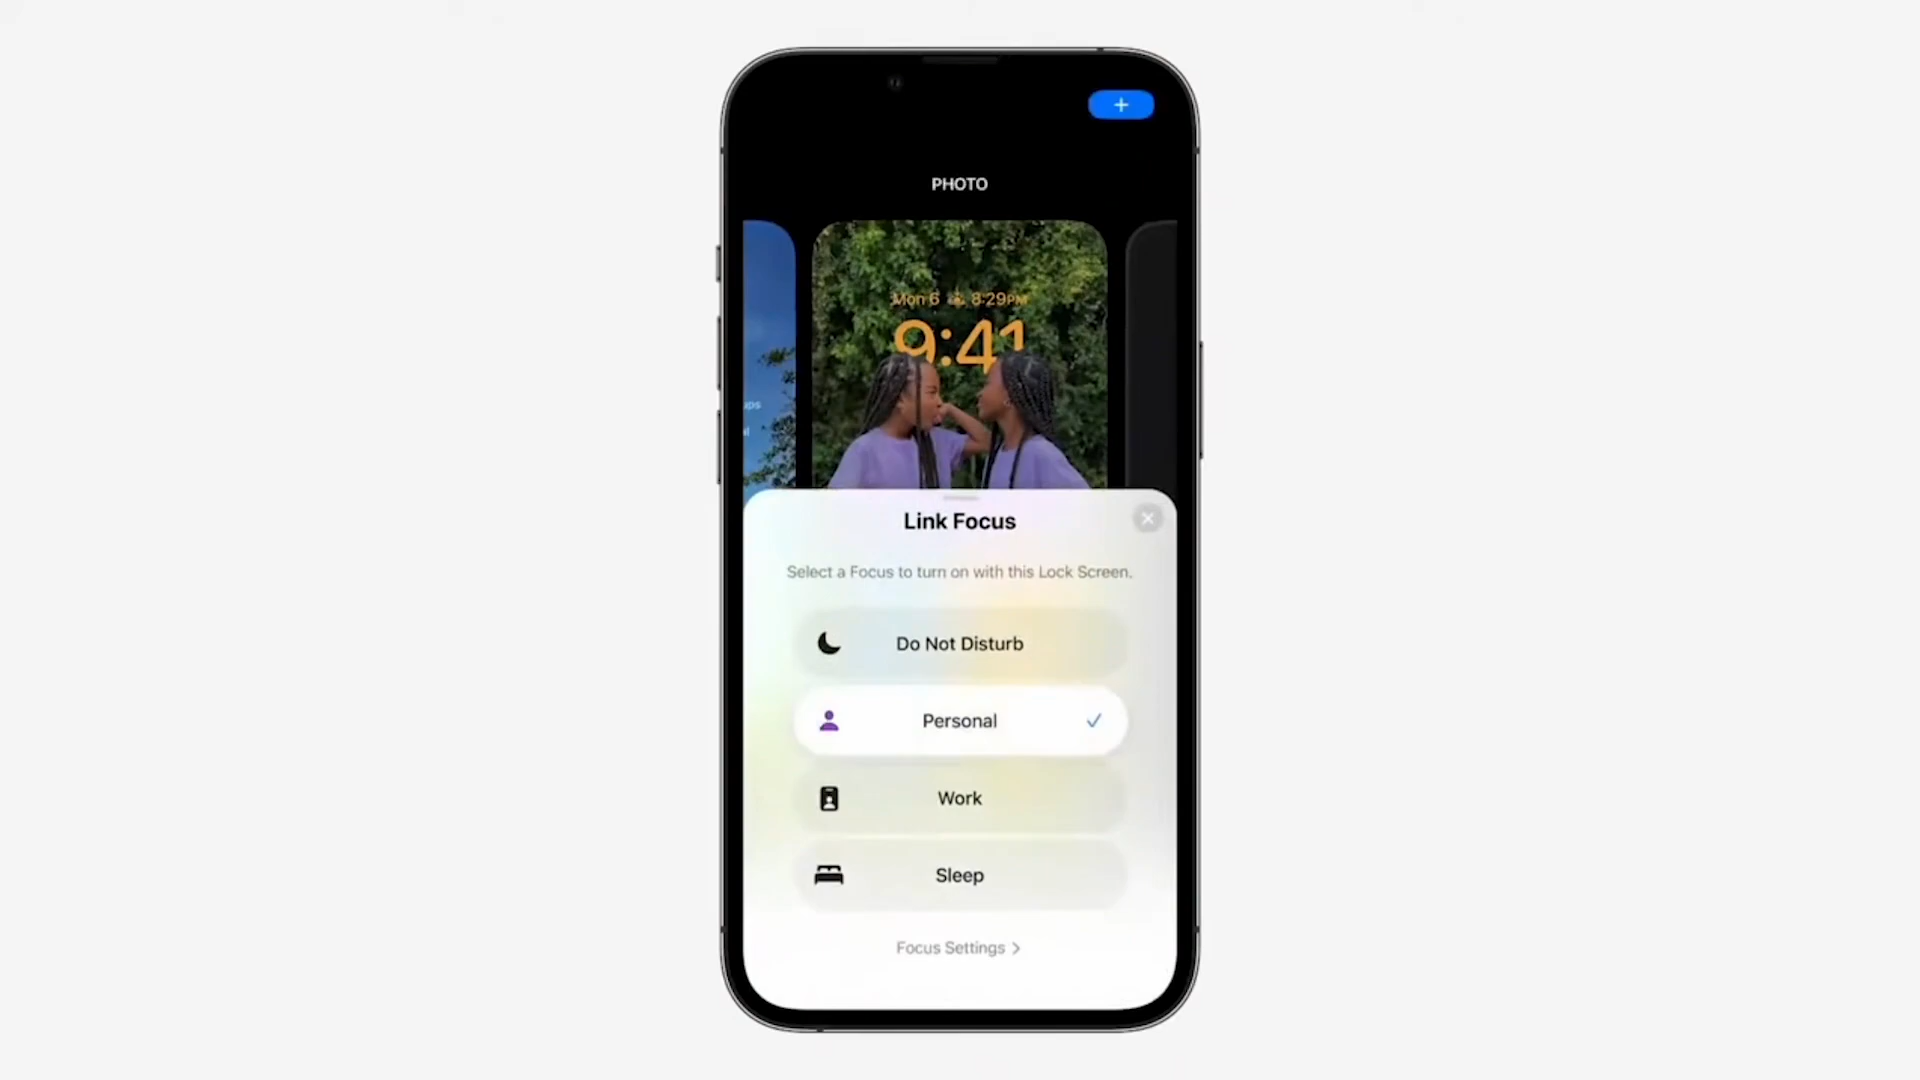 +
PHOTO
Mon 6 8:29PM
9:41
Link Focus
Select a Focus to turn on with this Lock Screen.
Do Not Disturb
Personal
Work
Sleep
Focus Settings >